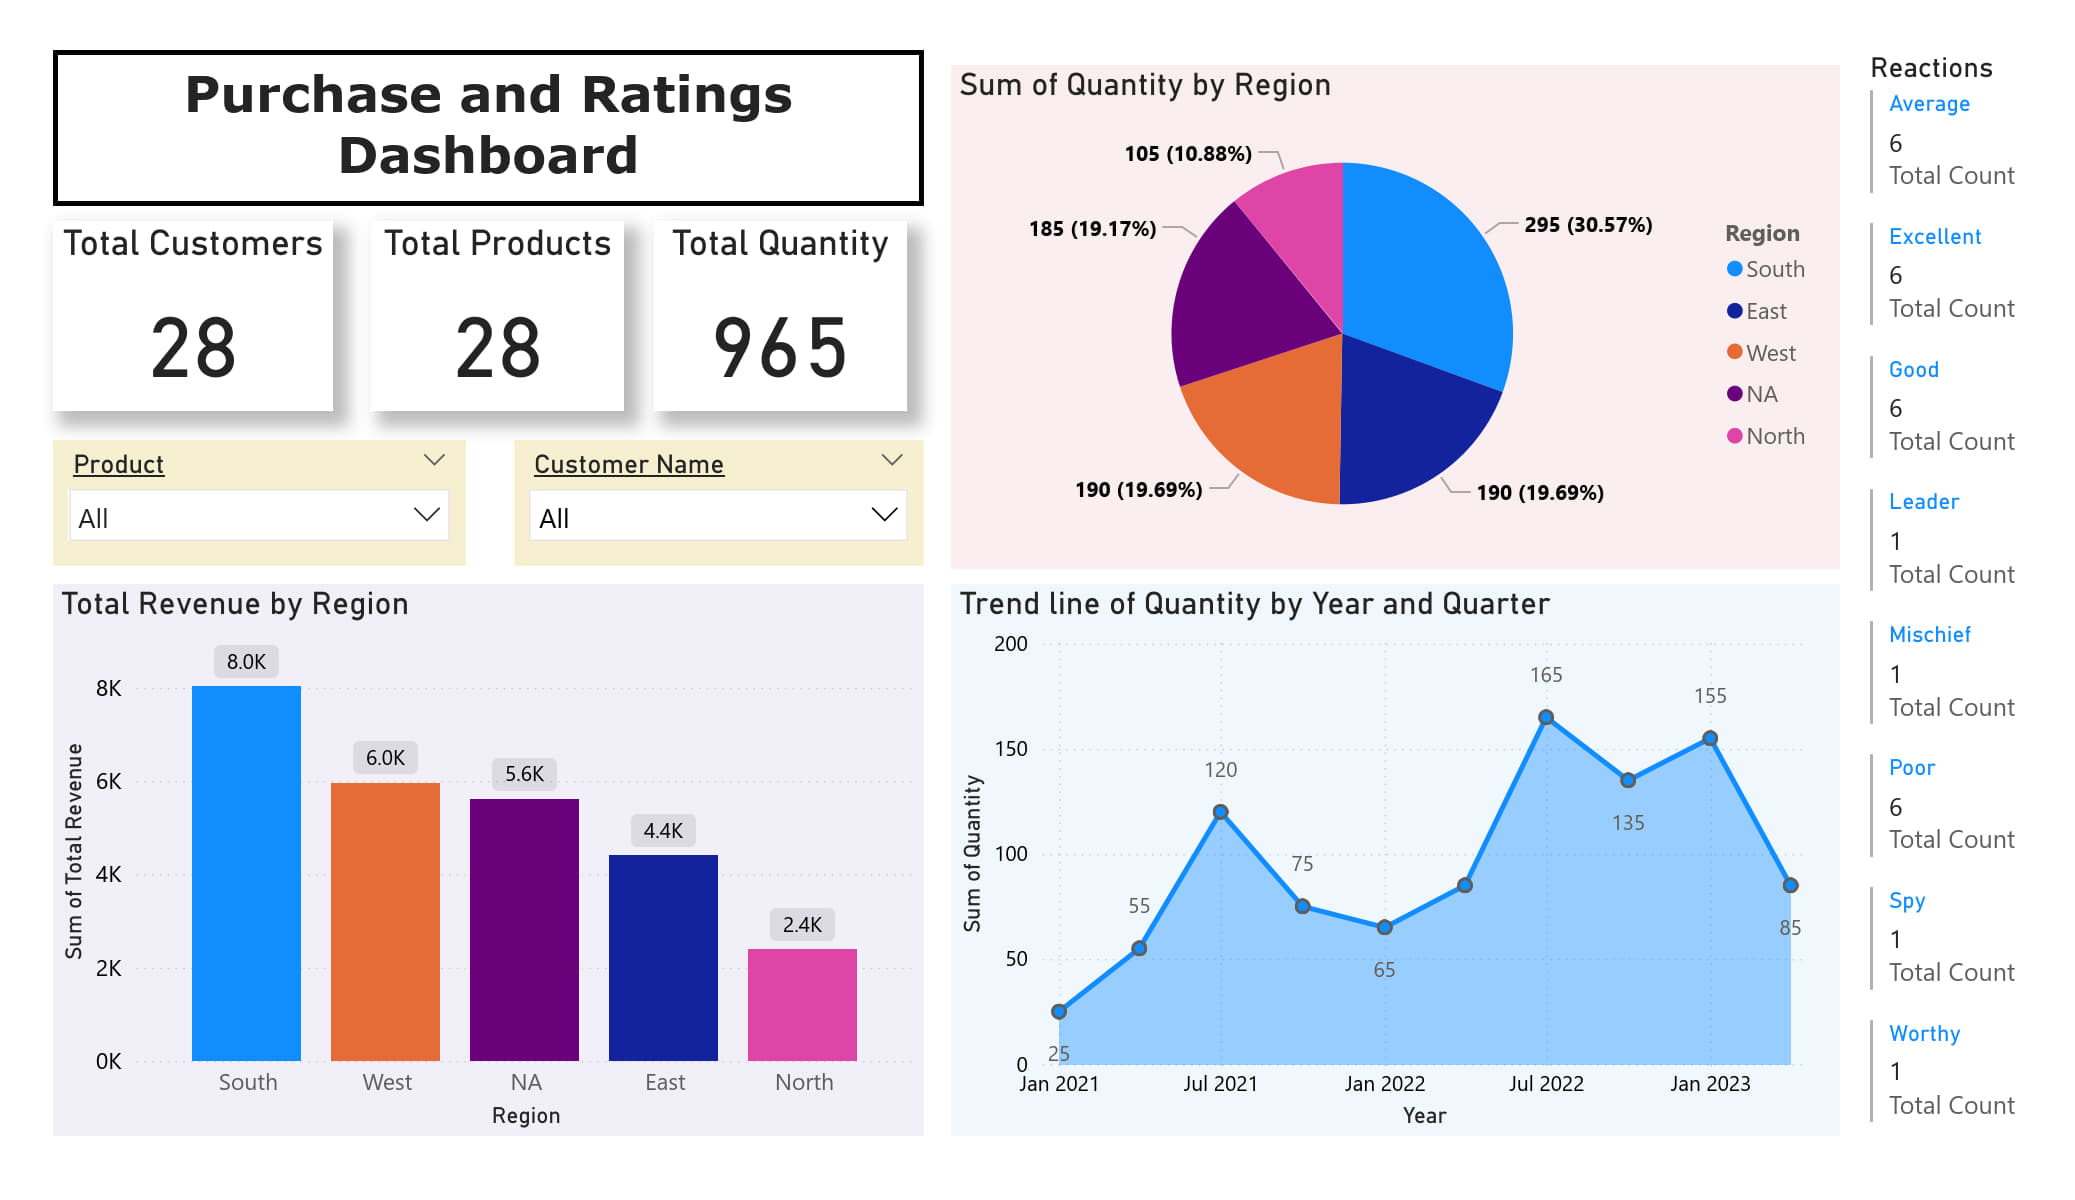 Purchase and Ratings
Dashboard
Total Customers
28
Total Products
28
Total Quantity
965
Product
All
Customer Name
All
Total Revenue by Region
Sum of Total Revenue
8K
6K
4K
2K
0K
8.0K
6.0K
5.6K
4.4K
2.4K
South
West
NA
East
North
Region
Sum of Quantity by Region
105 (10.88%)
185 (19.17%)
190 (19.69%)
295 (30.57%)
190 (19.69%)
Region
South
East
West
NA
North
Trend line of Quantity by Year and Quarter
Sum of Quantity
200
150
100
50
0
25
55
120
75
65
165
135
155
85
Jan 2021
Jul 2021
Jan 2022
Jul 2022
Jan 2023
Year
Reactions
Average
6
Total Count
Excellent
6
Total Count
Good
6
Total Count
Leader
1
Total Count
Mischief
1
Total Count
Poor
6
Total Count
Spy
1
Total Count
Worthy
1
Total Count